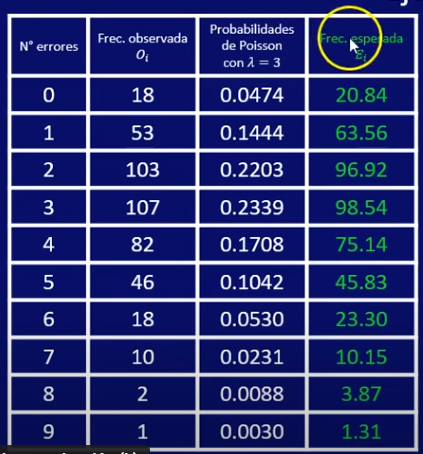 N° errores | Frec. observada Oᵢ | Probabilidades de Poisson con λ = 3 | Frec. esperada Eᵢ
0 | 18 | 0.0474 | 20.84
1 | 53 | 0.1444 | 63.56
2 | 103 | 0.2203 | 96.92
3 | 107 | 0.2339 | 98.54
4 | 82 | 0.1708 | 75.14
5 | 46 | 0.1042 | 45.83
6 | 18 | 0.0530 | 23.30
7 | 10 | 0.0231 | 10.15
8 | 2 | 0.0088 | 3.87
9 | 1 | 0.0030 | 1.31